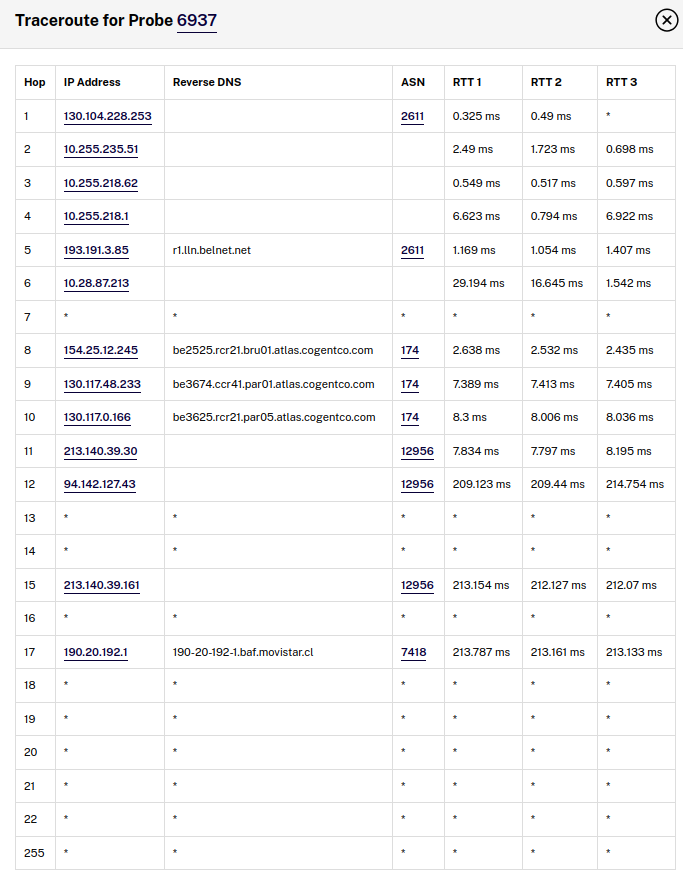 Traceroute for Probe 6937
Hop IP Address Reverse DNS ASN RTT 1 RTT 2 RTT 3
1 130.104.228.253 2611 0.325 ms 0.49 ms *
2 10.255.235.51 2.49 ms 1.723 ms 0.698 ms
3 10.255.218.62 0.549 ms 0.517 ms 0.597 ms
4 10.255.218.1 6.623 ms 0.794 ms 6.922 ms
5 193.191.3.85 r1.lln.belnet.net 2611 1.169 ms 1.054 ms 1.407 ms
6 10.28.87.213 29.194 ms 16.645 ms 1.542 ms
7 * * * * * *
8 154.25.12.245 be2525.rcr21.bru01.atlas.cogentco.com 174 2.638 ms 2.532 ms 2.435 ms
9 130.117.48.233 be3674.ccr41.par01.atlas.cogentco.com 174 7.389 ms 7.413 ms 7.405 ms
10 130.117.0.166 be3625.rcr21.par05.atlas.cogentco.com 174 8.3 ms 8.006 ms 8.036 ms
11 213.140.39.30 12956 7.834 ms 7.797 ms 8.195 ms
12 94.142.127.43 12956 209.123 ms 209.44 ms 214.754 ms
13 * * * * * *
14 * * * * * *
15 213.140.39.161 12956 213.154 ms 212.127 ms 212.07 ms
16 * * * * * *
17 190.20.192.1 190-20-192-1.baf.movistar.cl 7418 213.787 ms 213.161 ms 213.133 ms
18 * * * * * *
19 * * * * * *
20 * * * * * *
21 * * * * * *
22 * * * * * *
255 * * * * * *